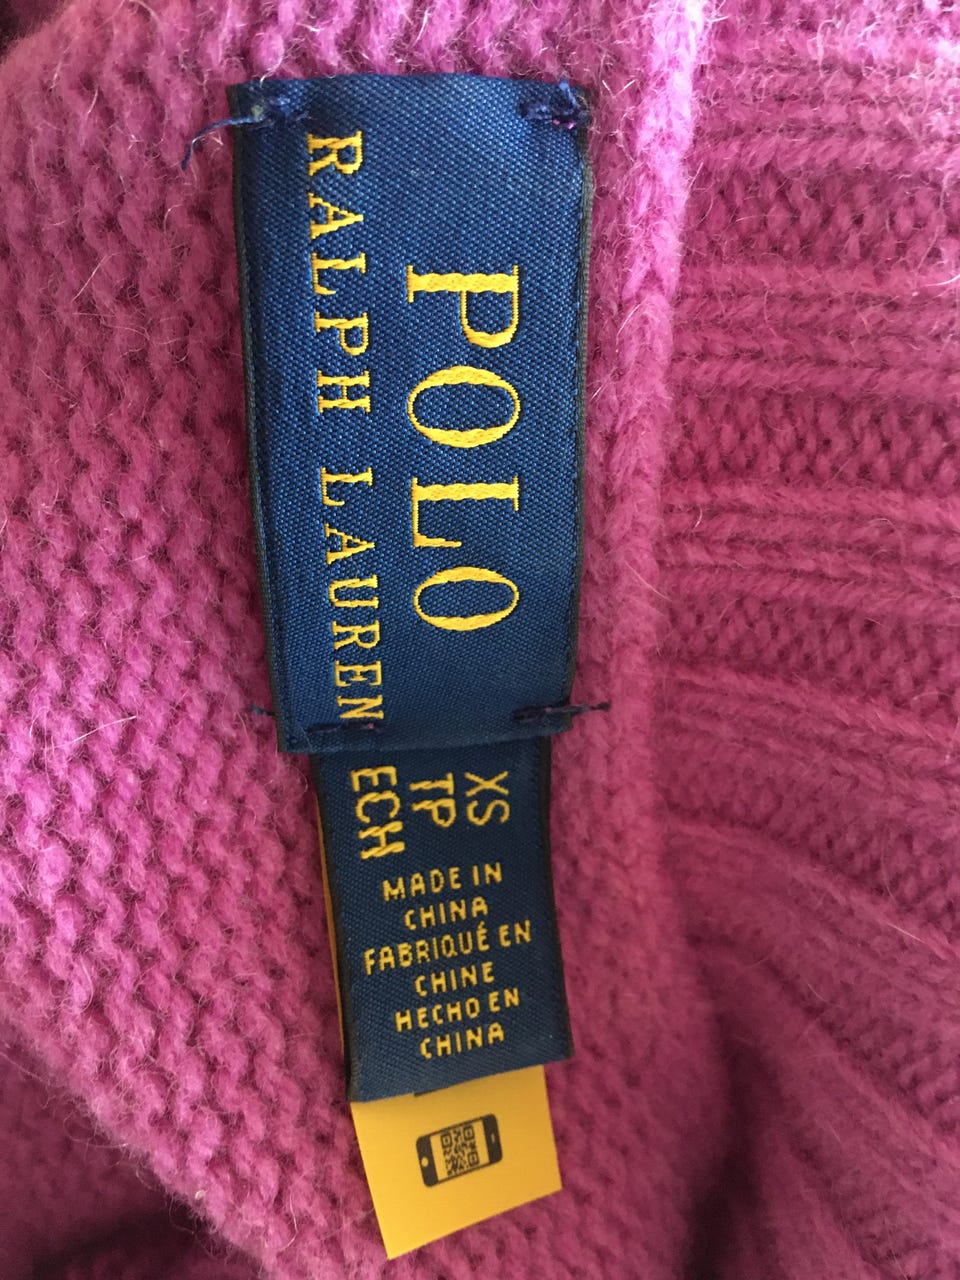 POLO
RALPH LAUREN
XS
TP
ECH
MADE IN
CHINA
FABRIQUÉ EN
CHINE
HECHO EN
CHINA